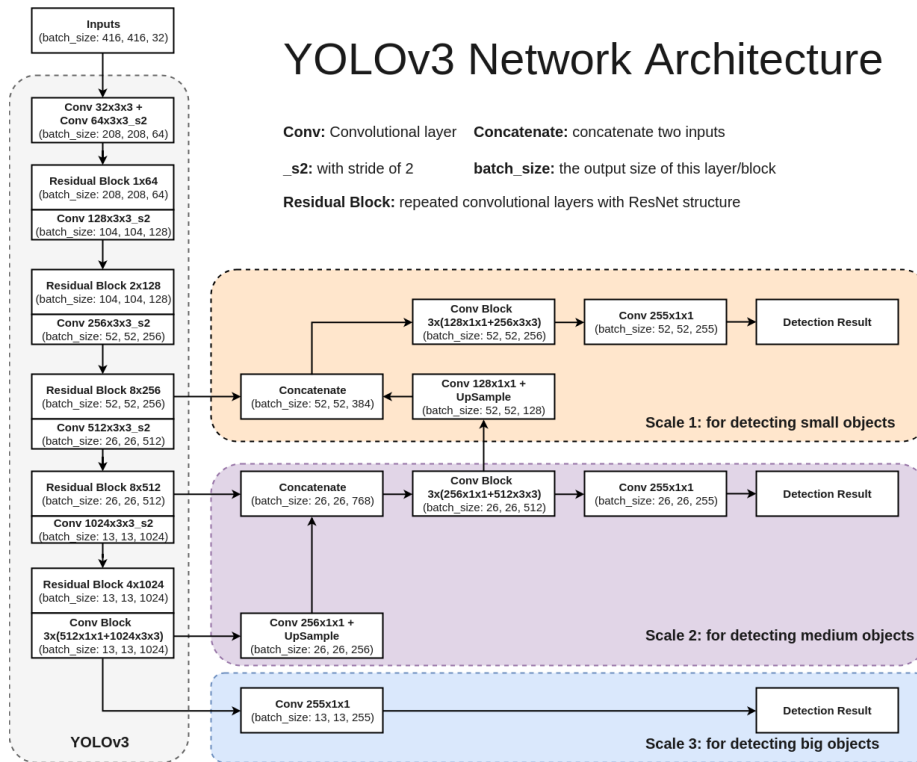 YOLOv3 Network Architecture
Conv: Convolutional layer Concatenate: concatenate two inputs
_s2: with stride of 2 batch_size: the output size of this layer/block
Residual Block: repeated convolutional layers with ResNet structure
Inputs
(batch_size: 416, 416, 32)
Conv 32x3x3 +
Conv 64x3x3_s2
(batch_size: 208, 208, 64)
Residual Block 1x64
(batch_size: 208, 208, 64)
Conv 128x3x3_s2
(batch_size: 104, 104, 128)
Residual Block 2x128
(batch_size: 104, 104, 128)
Conv 256x3x3_s2
(batch_size: 52, 52, 256)
Residual Block 8x256
(batch_size: 52, 52, 256)
Conv 512x3x3_s2
(batch_size: 26, 26, 512)
Residual Block 8x512
(batch_size: 26, 26, 512)
Conv 1024x3x3_s2
(batch_size: 13, 13, 1024)
Residual Block 4x1024
(batch_size: 13, 13, 1024)
Conv Block
3x(512x1x1+1024x3x3)
(batch_size: 13, 13, 1024)
YOLOv3
Conv Block
3x(128x1x1+256x3x3)
(batch_size: 52, 52, 256)
Conv 255x1x1
(batch_size: 52, 52, 255)
Detection Result
Concatenate
(batch_size: 52, 52, 384)
Conv 128x1x1 +
UpSample
(batch_size: 52, 52, 128)
Scale 1: for detecting small objects
Concatenate
(batch_size: 26, 26, 768)
Conv Block
3x(256x1x1+512x3x3)
(batch_size: 26, 26, 512)
Conv 255x1x1
(batch_size: 26, 26, 255)
Detection Result
Conv 256x1x1 +
UpSample
(batch_size: 26, 26, 256)
Scale 2: for detecting medium objects
Conv 255x1x1
(batch_size: 13, 13, 255)
Detection Result
Scale 3: for detecting big objects